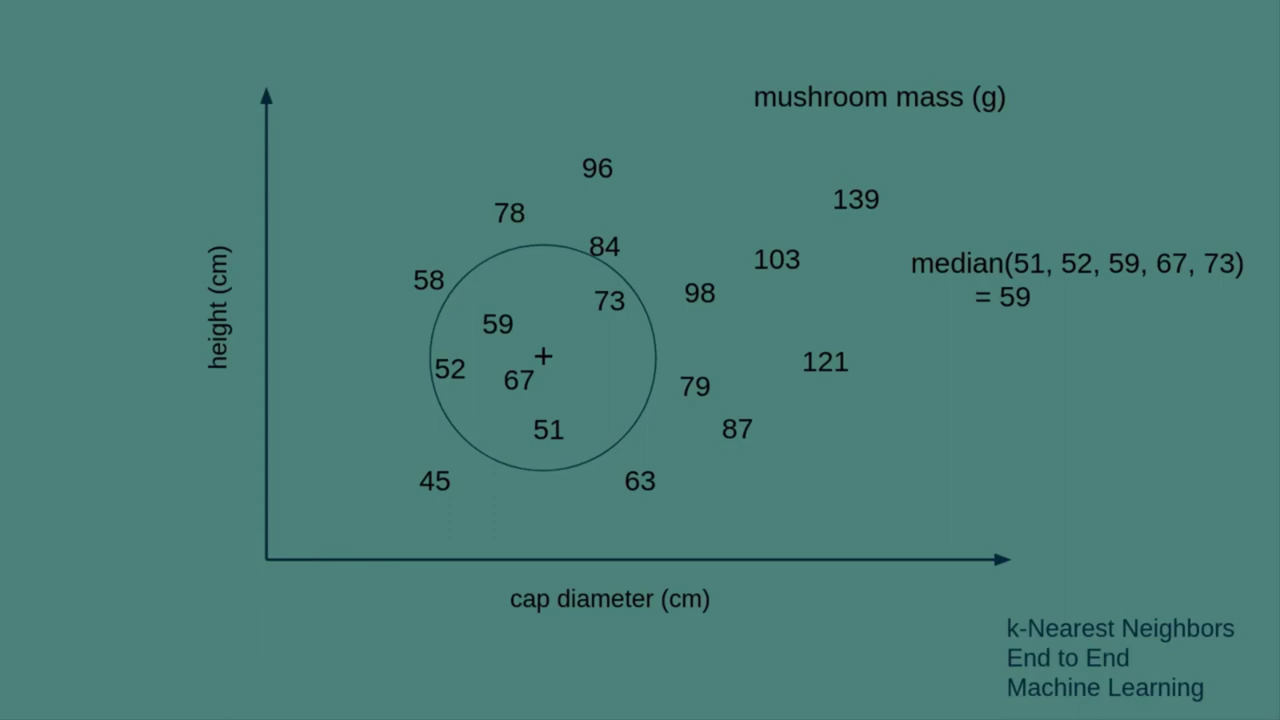 mushroom mass (g)
96
139
78
84
103
median(51, 52, 59, 67, 73)
= 59
58
98
73
height (cm)
59
+
121
52
67
79
51
87
45
63
cap diameter (cm)
k-Nearest Neighbors
End to End
Machine Learning